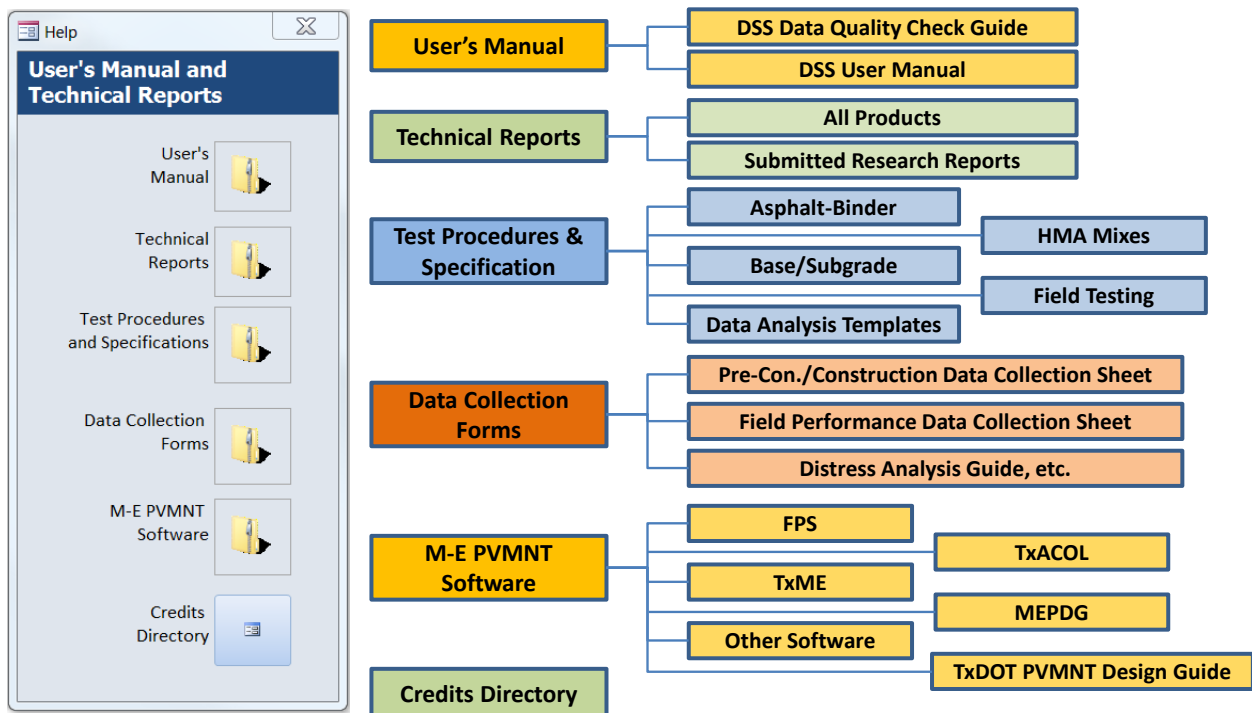 Help
User's Manual and
Technical Reports
User's
Manual
Technical
Reports
Test Procedures
and Specifications
Data Collection
Forms
M-E PVMNT
Software
Credits
Directory
User's Manual
DSS Data Quality Check Guide
DSS User Manual
Technical Reports
All Products
Submitted Research Reports
Test Procedures &
Specification
Asphalt-Binder
HMA Mixes
Base/Subgrade
Field Testing
Data Analysis Templates
Data Collection
Forms
Pre-Con./Construction Data Collection Sheet
Field Performance Data Collection Sheet
Distress Analysis Guide, etc.
M-E PVMNT
Software
FPS
TxACOL
TxME
MEPDG
Other Software
TxDOT PVMNT Design Guide
Credits Directory